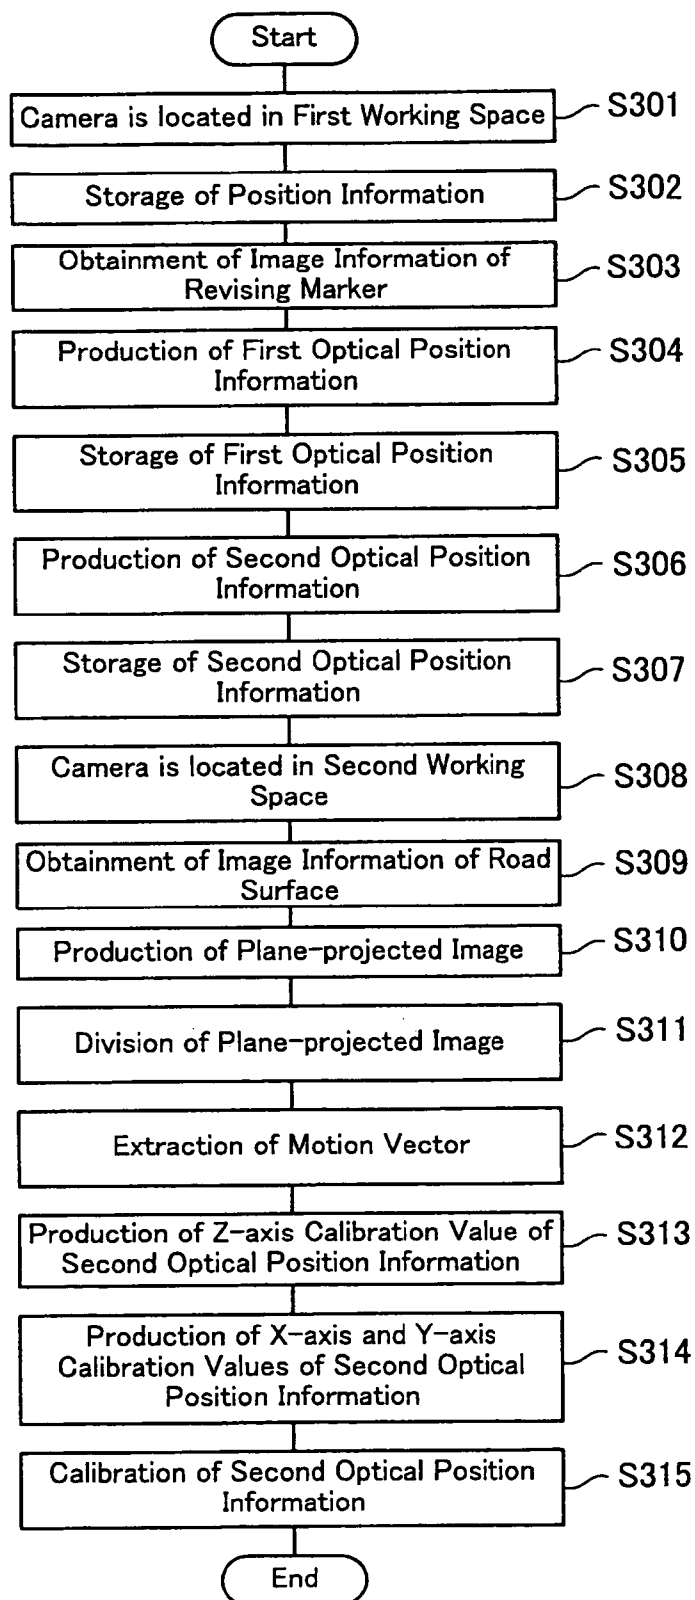 Start
Camera is located in First Working Space
S301
Storage of Position Information
S302
Obtainment of Image Information of
Revising Marker
S303
Production of First Optical Position
Information
S304
Storage of First Optical Position
Information
S305
Production of Second Optical Position
Information
S306
Storage of Second Optical Position
Information
S307
Camera is located in Second Working
Space
S308
Obtainment of Image Information of Road
Surface
S309
Production of Plane-projected Image
S310
Division of Plane-projected Image
S311
Extraction of Motion Vector
S312
Production of Z-axis Calibration Value of
Second Optical Position Information
S313
Production of X-axis and Y-axis
Calibration Values of Second Optical
Position Information
S314
Calibration of Second Optical Position
Information
S315
End